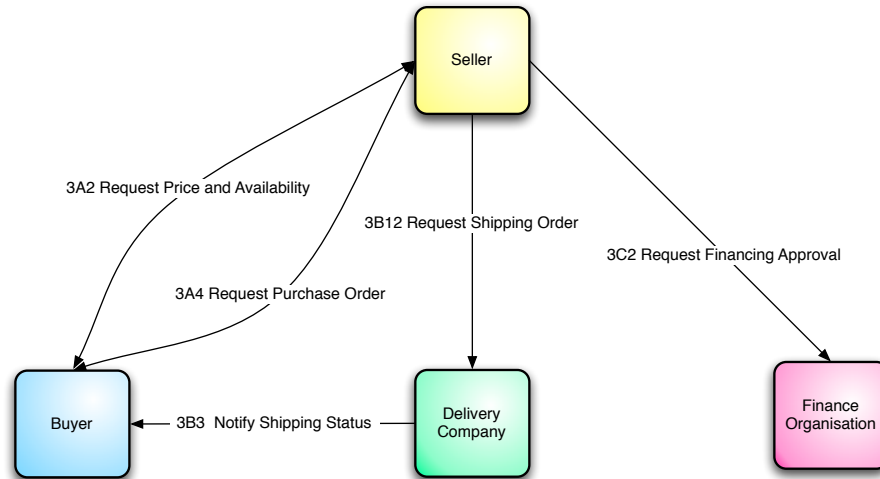 Seller
3A2 Request Price and Availability
3B12 Request Shipping Order
3C2 Request Financing Approval
3A4 Request Purchase Order
Buyer
3B3  Notify Shipping Status
Delivery
Company
Finance
Organisation